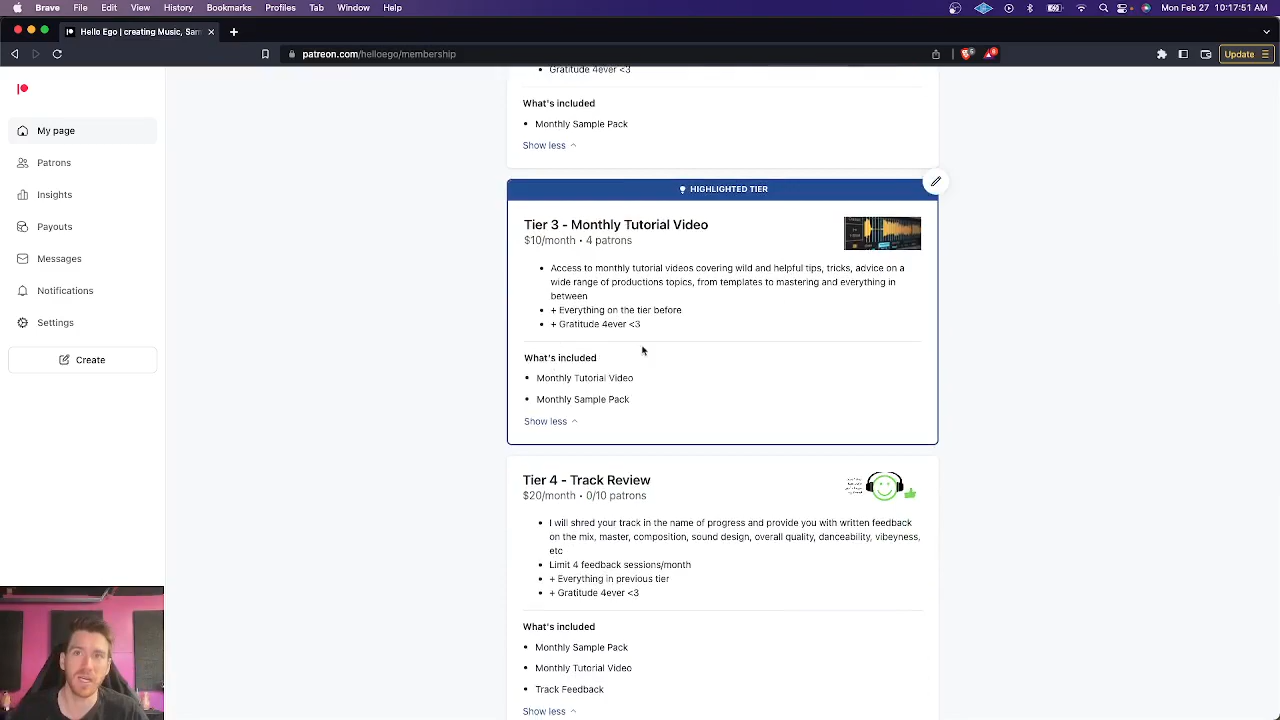 Brave File Edit View History Bookmarks Profiles Tab Window Help Mon Feb 27 10:17:51 AM
Hello Ego | creating Music, Sam
patreon.com/helloego/membership
Update
My page
Patrons
Insights
Payouts
Messages
Notifications
Settings
Create
Gratitude 4ever <3
What's included
Monthly Sample Pack
Show less
HIGHLIGHTED TIER
Tier 3 - Monthly Tutorial Video
$10/month • 4 patrons
Access to monthly tutorial videos covering wild and helpful tips, tricks, advice on a
wide range of productions topics, from templates to mastering and everything in
between
+ Everything on the tier before
+ Gratitude 4ever <3
What's included
Monthly Tutorial Video
Monthly Sample Pack
Show less
Tier 4 - Track Review
$20/month • 0/10 patrons
I will shred your track in the name of progress and provide you with written feedback
on the mix, master, composition, sound design, overall quality, danceability, vibeyness,
etc
Limit 4 feedback sessions/month
+ Everything in previous tier
+ Gratitude 4ever <3
What's included
Monthly Sample Pack
Monthly Tutorial Video
Track Feedback
Show less